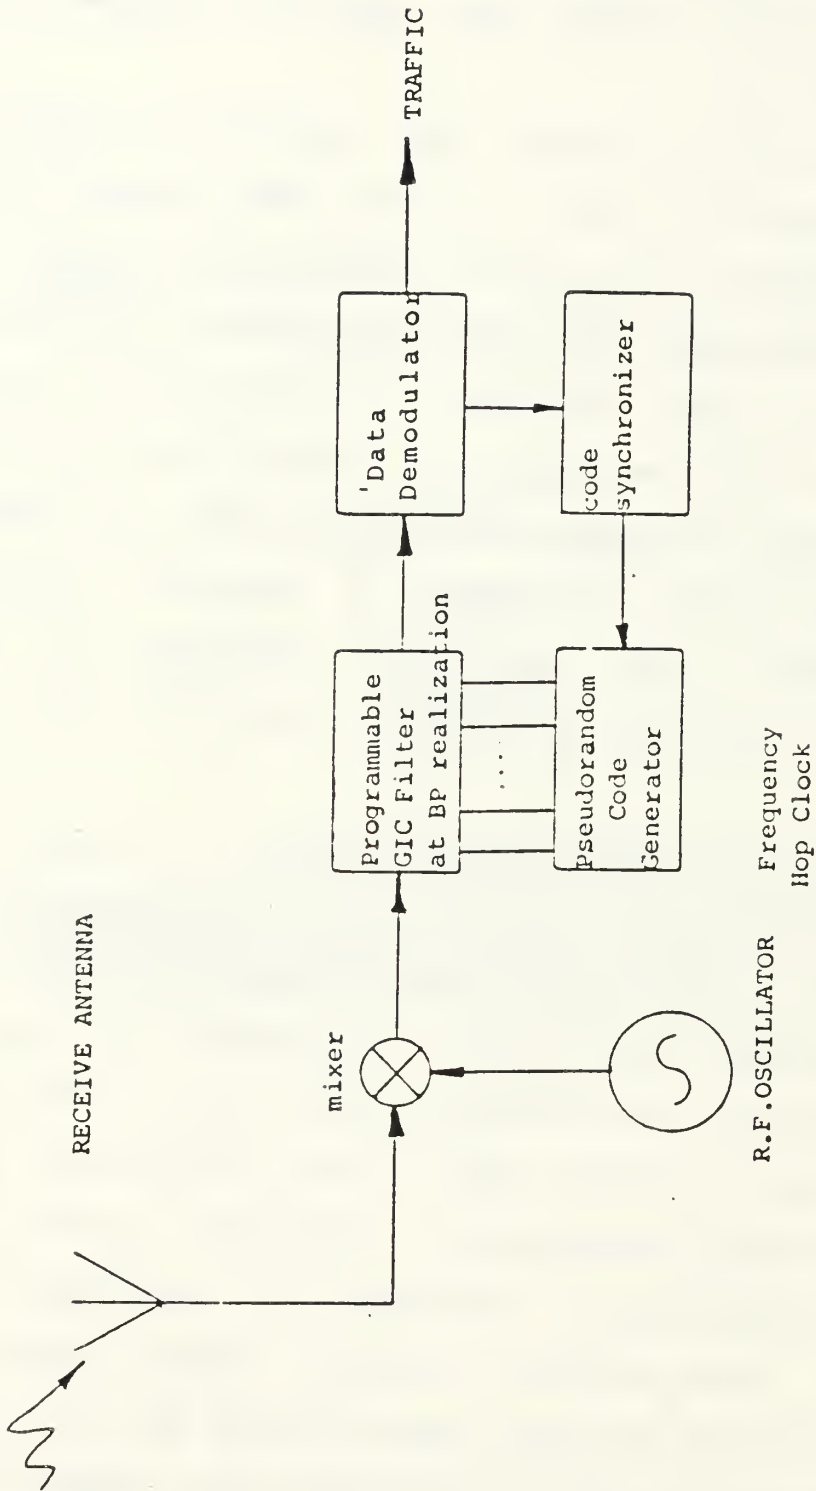 RECEIVE ANTENNA
mixer
R.F.OSCILLATOR
Programmable
GIC Filter
at BP realization
....
Pseudorandom
Code
Generator
Frequency
Hop Clock
'Data
Demodulator
code
synchronizer
TRAFFIC